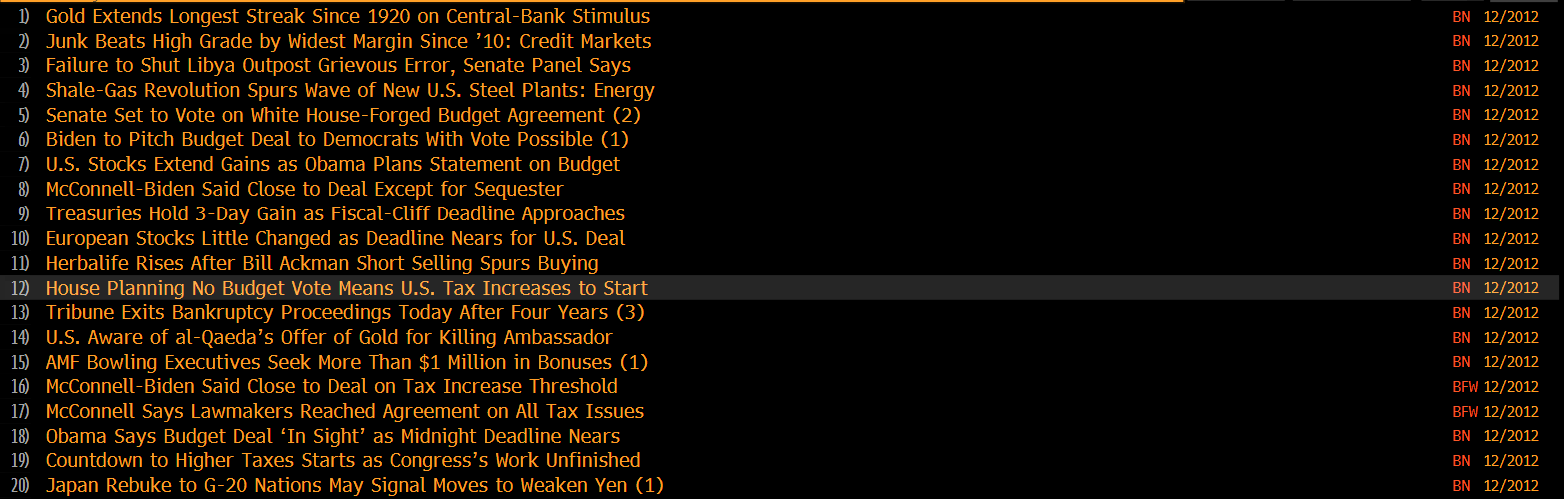 1) Gold Extends Longest Streak Since 1920 on Central-Bank Stimulus BN 12/2012
2) Junk Beats High Grade by Widest Margin Since ’10: Credit Markets BN 12/2012
3) Failure to Shut Libya Outpost Grievous Error, Senate Panel Says BN 12/2012
4) Shale-Gas Revolution Spurs Wave of New U.S. Steel Plants: Energy BN 12/2012
5) Senate Set to Vote on White House-Forged Budget Agreement (2) BN 12/2012
6) Biden to Pitch Budget Deal to Democrats With Vote Possible (1) BN 12/2012
7) U.S. Stocks Extend Gains as Obama Plans Statement on Budget BN 12/2012
8) McConnell-Biden Said Close to Deal Except for Sequester BN 12/2012
9) Treasuries Hold 3-Day Gain as Fiscal-Cliff Deadline Approaches BN 12/2012
10) European Stocks Little Changed as Deadline Nears for U.S. Deal BN 12/2012
11) Herbalife Rises After Bill Ackman Short Selling Spurs Buying BN 12/2012
12) House Planning No Budget Vote Means U.S. Tax Increases to Start BN 12/2012
13) Tribune Exits Bankruptcy Proceedings Today After Four Years (3) BN 12/2012
14) U.S. Aware of al-Qaeda’s Offer of Gold for Killing Ambassador BN 12/2012
15) AMF Bowling Executives Seek More Than $1 Million in Bonuses (1) BN 12/2012
16) McConnell-Biden Said Close to Deal on Tax Increase Threshold BFW 12/2012
17) McConnell Says Lawmakers Reached Agreement on All Tax Issues BFW 12/2012
18) Obama Says Budget Deal ‘In Sight’ as Midnight Deadline Nears BN 12/2012
19) Countdown to Higher Taxes Starts as Congress’s Work Unfinished BN 12/2012
20) Japan Rebuke to G-20 Nations May Signal Moves to Weaken Yen (1) BN 12/2012